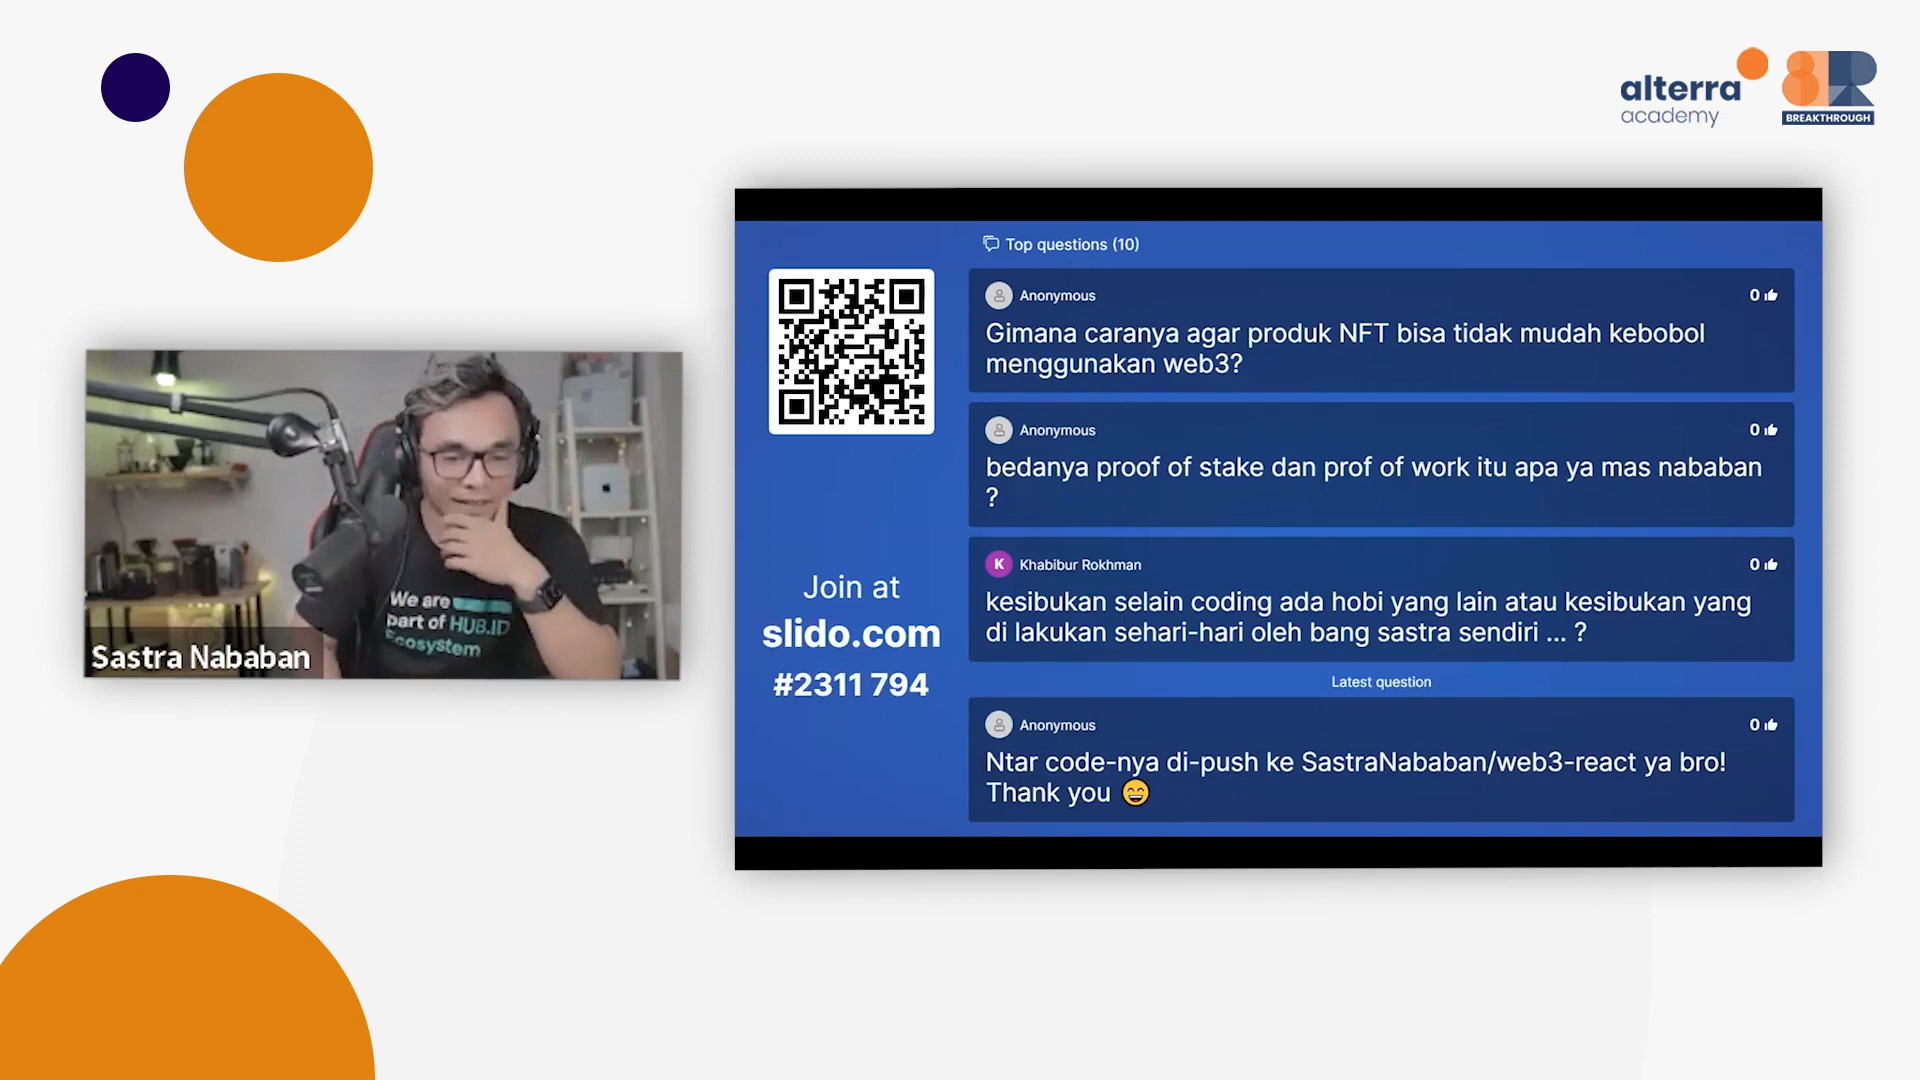 alterra
academy
BREAKTHROUGH
We are
part of HUB.ID
Ecosystem
Sastra Nababan
Top questions (10)
Anonymous
0
Gimana caranya agar produk NFT bisa tidak mudah kebobol
menggunakan web3?
Anonymous
0
bedanya proof of stake dan prof of work itu apa ya mas nababan
?
K
Khabibur Rokhman
0
kesibukan selain coding ada hobi yang lain atau kesibukan yang
di lakukan sehari-hari oleh bang sastra sendiri ... ?
Latest question
Anonymous
0
Ntar code-nya di-push ke SastraNababan/web3-react ya bro!
Thank you 😄
Join at
slido.com
#2311 794